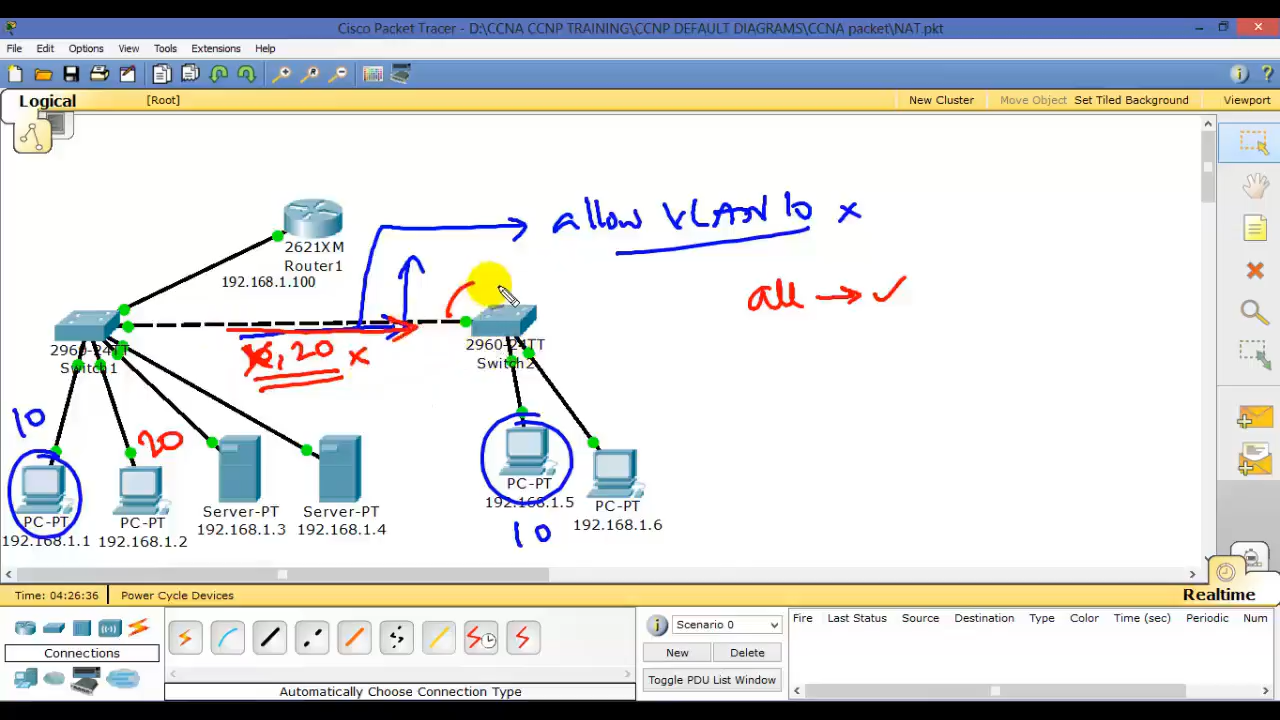 Cisco Packet Tracer - D:\CCNA CCNP TRAINING\CCNP DEFAULT DIAGRAMS\CCNA packet\NAT.pkt
File Edit Options View Tools Extensions Help
Logical [Root] New Cluster Move Object Set Tiled Background Viewport
allow VLAN 10 x
2621XM
Router1
192.168.1.100
all → ✓
2960-24TT
Switch1
10, 20 x
2960-24TT
Switch2
10
20
PC-PT
192.168.1.1
PC-PT
192.168.1.2
Server-PT
192.168.1.3
Server-PT
192.168.1.4
PC-PT
192.168.1.5
PC-PT
192.168.1.6
10
Time: 04:26:36 Power Cycle Devices Realtime
Scenario 0
Fire Last Status Source Destination Type Color Time (sec) Periodic Num
Connections
New Delete
Toggle PDU List Window
Automatically Choose Connection Type